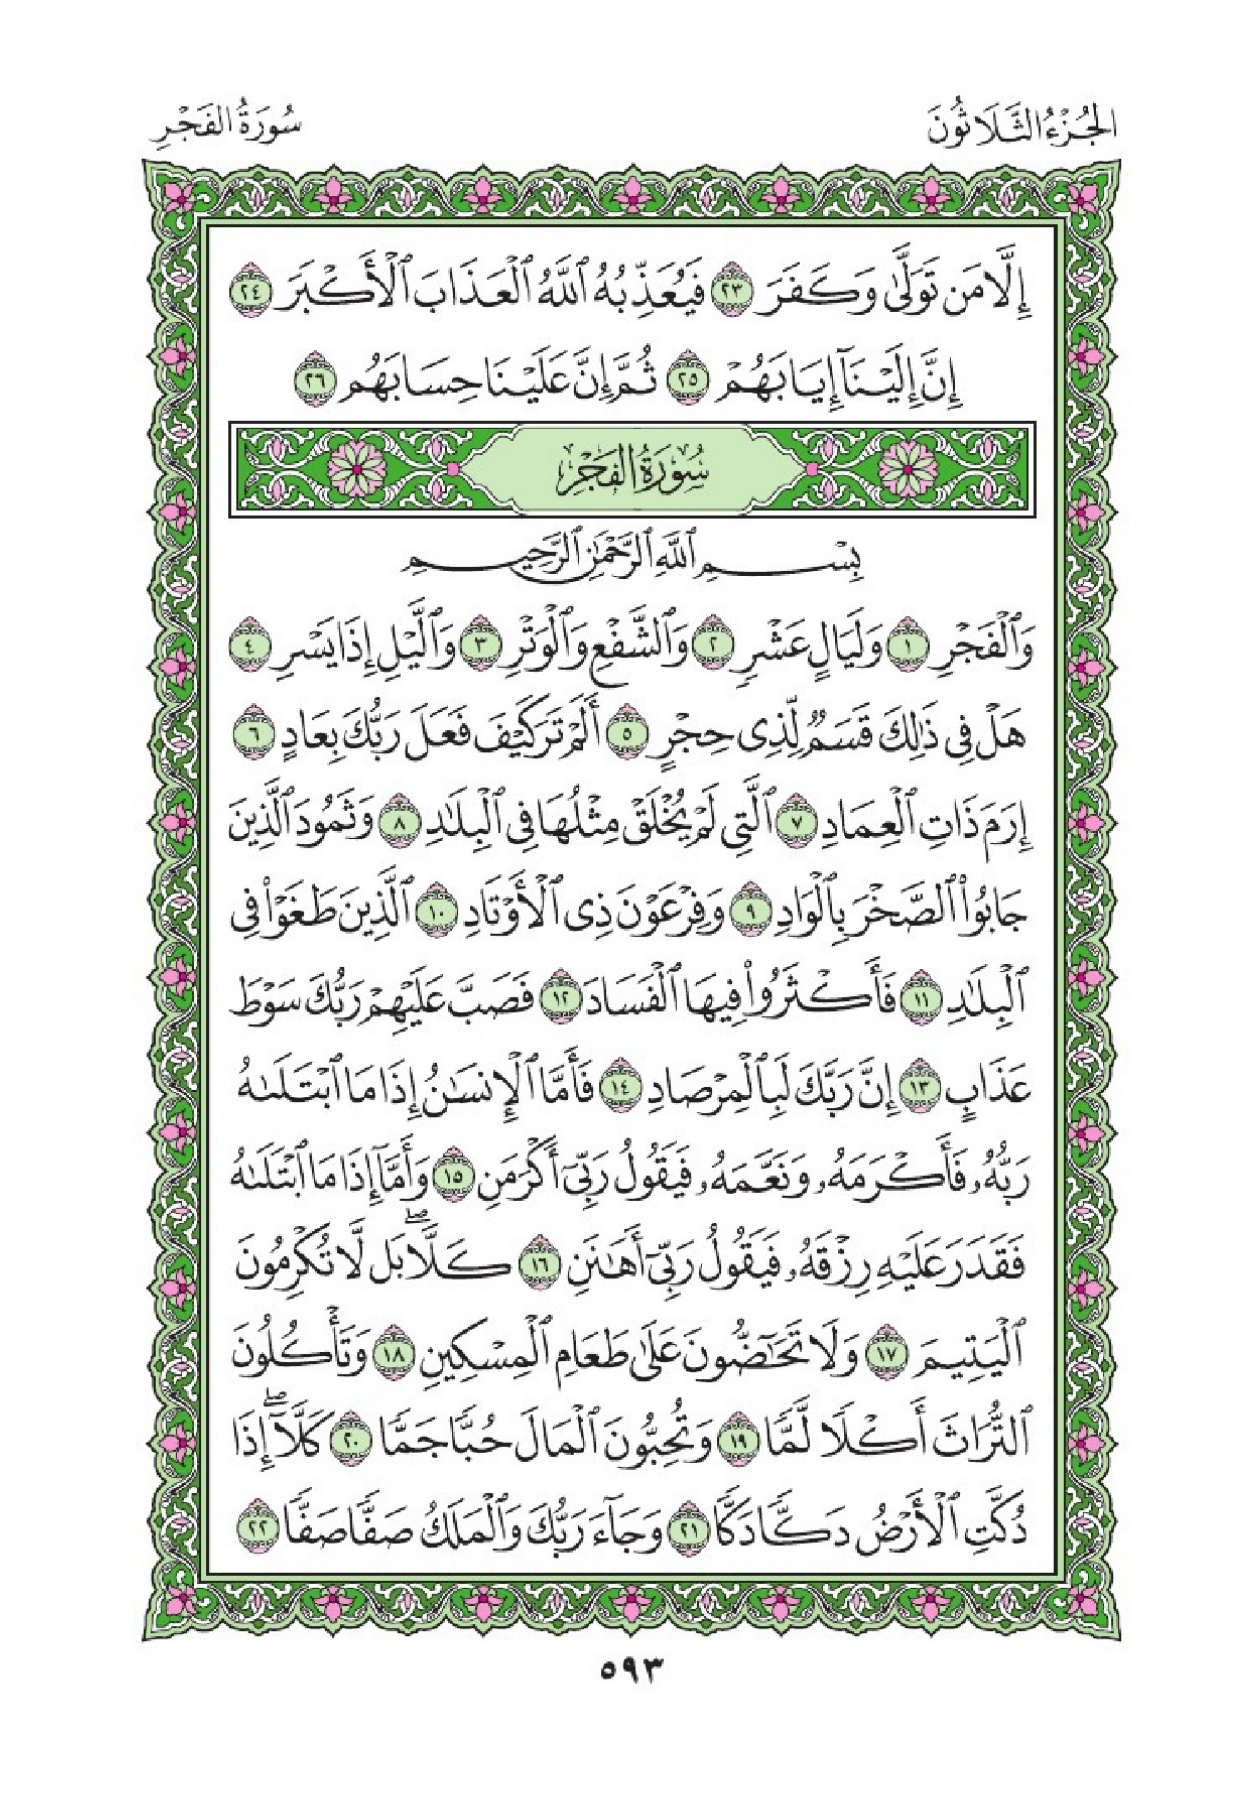 الجُزْءُ الثَّلَاثُونَ
سُورَةُ الفَجْرِ
إِلَّا مَن تَوَلَّىٰ وَكَفَرَ ٢٣ فَيُعَذِّبُهُ ٱللَّهُ ٱلْعَذَابَ ٱلْأَكْبَرَ ٢٤
إِنَّ إِلَيْنَآ إِيَابَهُمْ ٢٥ ثُمَّ إِنَّ عَلَيْنَا حِسَابَهُم ٢٦
سُورَةُ الفَجْرِ
بِسْمِ ٱللَّهِ ٱلرَّحْمَٰنِ ٱلرَّحِيمِ
وَٱلْفَجْرِ ١ وَلَيَالٍ عَشْرٍ ٢ وَٱلشَّفْعِ وَٱلْوَتْرِ ٣ وَٱلَّيْلِ إِذَا يَسْرِ ٤
هَلْ فِى ذَٰلِكَ قَسَمٌ لِّذِى حِجْرٍ ٥ أَلَمْ تَرَ كَيْفَ فَعَلَ رَبُّكَ بِعَادٍ ٦
إِرَمَ ذَاتِ ٱلْعِمَادِ ٧ ٱلَّتِى لَمْ يُخْلَقْ مِثْلُهَا فِى ٱلْبِلَٰدِ ٨ وَثَمُودَ ٱلَّذِينَ
جَابُوا۟ ٱلصَّخْرَ بِٱلْوَادِ ٩ وَفِرْعَوْنَ ذِى ٱلْأَوْتَادِ ١٠ ٱلَّذِينَ طَغَوْا۟ فِى
ٱلْبِلَٰدِ ١١ فَأَكْثَرُوا۟ فِيهَا ٱلْفَسَادَ ١٢ فَصَبَّ عَلَيْهِمْ رَبُّكَ سَوْطَ
عَذَابٍ ١٣ إِنَّ رَبَّكَ لَبِٱلْمِرْصَادِ ١٤ فَأَمَّا ٱلْإِنسَٰنُ إِذَا مَا ٱبْتَلَىٰهُ
رَبُّهُۥ فَأَكْرَمَهُۥ وَنَعَّمَهُۥ فَيَقُولُ رَبِّىٓ أَكْرَمَنِ ١٥ وَأَمَّآ إِذَا مَا ٱبْتَلَىٰهُ
فَقَدَرَ عَلَيْهِ رِزْقَهُۥ فَيَقُولُ رَبِّىٓ أَهَٰنَنِ ١٦ كَلَّا ۖ بَل لَّا تُكْرِمُونَ
ٱلْيَتِيمَ ١٧ وَلَا تَحَٰٓضُّونَ عَلَىٰ طَعَامِ ٱلْمِسْكِينِ ١٨ وَتَأْكُلُونَ
ٱلتُّرَاثَ أَكْلًا لَّمًّا ١٩ وَتُحِبُّونَ ٱلْمَالَ حُبًّا جَمًّا ٢٠ كَلَّآ ۖ إِذَا
دُكَّتِ ٱلْأَرْضُ دَكًّا دَكًّا ٢١ وَجَآءَ رَبُّكَ وَٱلْمَلَكُ صَفًّا صَفًّا ٢٢
٥٩٣